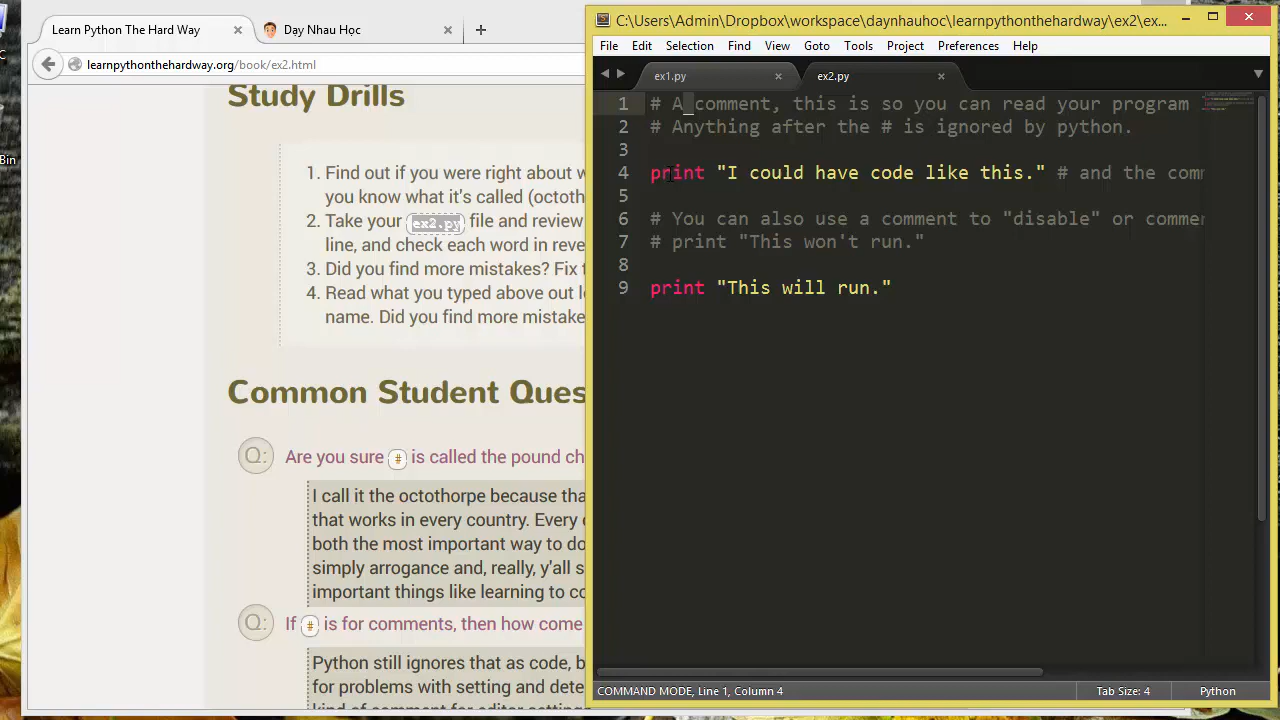 Learn Python The Hard Way
Dạy Nhau Học
learnpythonthehardway.org/book/ex2.html
Study Drills
1. Find out if you were right about
you know what it's called (octoth
2. Take your ex2.py file and review
line, and check each word in reve
3. Did you find more mistakes? Fix
4. Read what you typed above out
name. Did you find more mistake
Common Student Ques
Q: Are you sure # is called the pound ch
I call it the octothorpe because tha
that works in every country. Every
both the most important way to do
simply arrogance and, really, y'all s
important things like learning to co
Q: If # is for comments, then how come
Python still ignores that as code, b
for problems with setting and dete
kind of comment for editor setting
Bin
C:\Users\Admin\Dropbox\workspace\daynhauhoc\learnpythonthehardway\ex2\ex...
File Edit Selection Find View Goto Tools Project Preferences Help
ex1.py ex2.py
1 # A comment, this is so you can read your program
2 # Anything after the # is ignored by python.
3
4 print "I could have code like this." # and the com
5
6 # You can also use a comment to "disable" or comme
7 # print "This won't run."
8
9 print "This will run."
COMMAND MODE, Line 1, Column 4 Tab Size: 4 Python